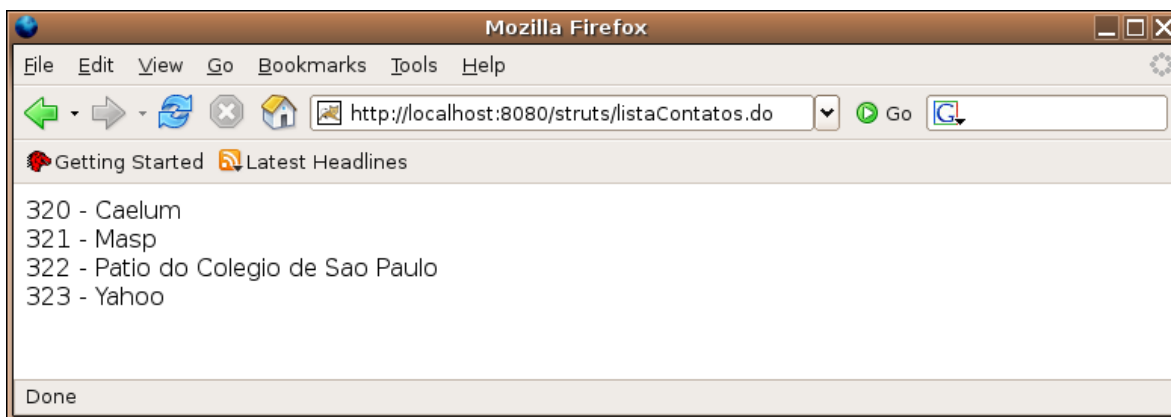 Mozilla Firefox
File Edit View Go Bookmarks Tools Help
http://localhost:8080/struts/listaContatos.do Go G
Getting Started Latest Headlines
320 - Caelum
321 - Masp
322 - Patio do Colegio de Sao Paulo
323 - Yahoo
Done